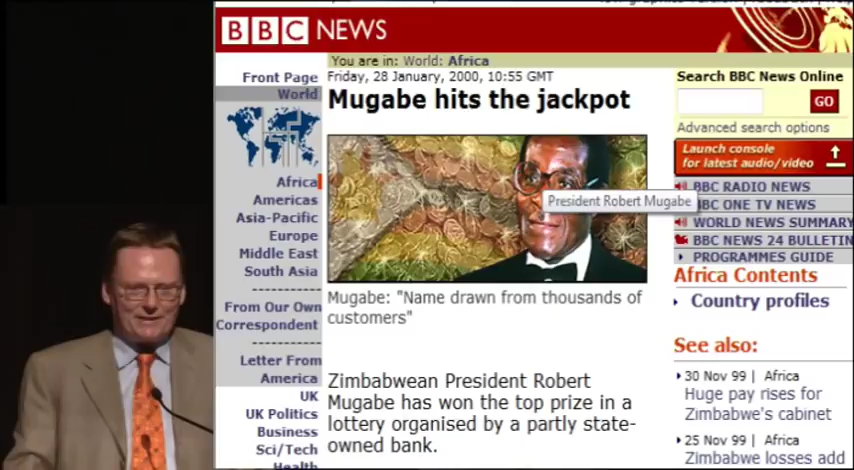 BBC NEWS
You are in: World: Africa
Front Page
World
Africa
Americas
Asia-Pacific
Europe
Middle East
South Asia
From Our Own
Correspondent
Letter From
America
UK
UK Politics
Business
Sci/Tech
Health
Friday, 28 January, 2000, 10:55 GMT
Mugabe hits the jackpot
President Robert Mugabe
Mugabe: "Name drawn from thousands of
customers"
Zimbabwean President Robert
Mugabe has won the top prize in a
lottery organised by a partly state-
owned bank.
Search BBC News Online
GO
Advanced search options
Launch console
for latest audio/video
BBC RADIO NEWS
BBC ONE TV NEWS
WORLD NEWS SUMMARY
BBC NEWS 24 BULLETIN
PROGRAMMES GUIDE
Africa Contents
Country profiles
See also:
30 Nov 99 | Africa
Huge pay rises for
Zimbabwe's cabinet
25 Nov 99 | Africa
Zimbabwe losses add